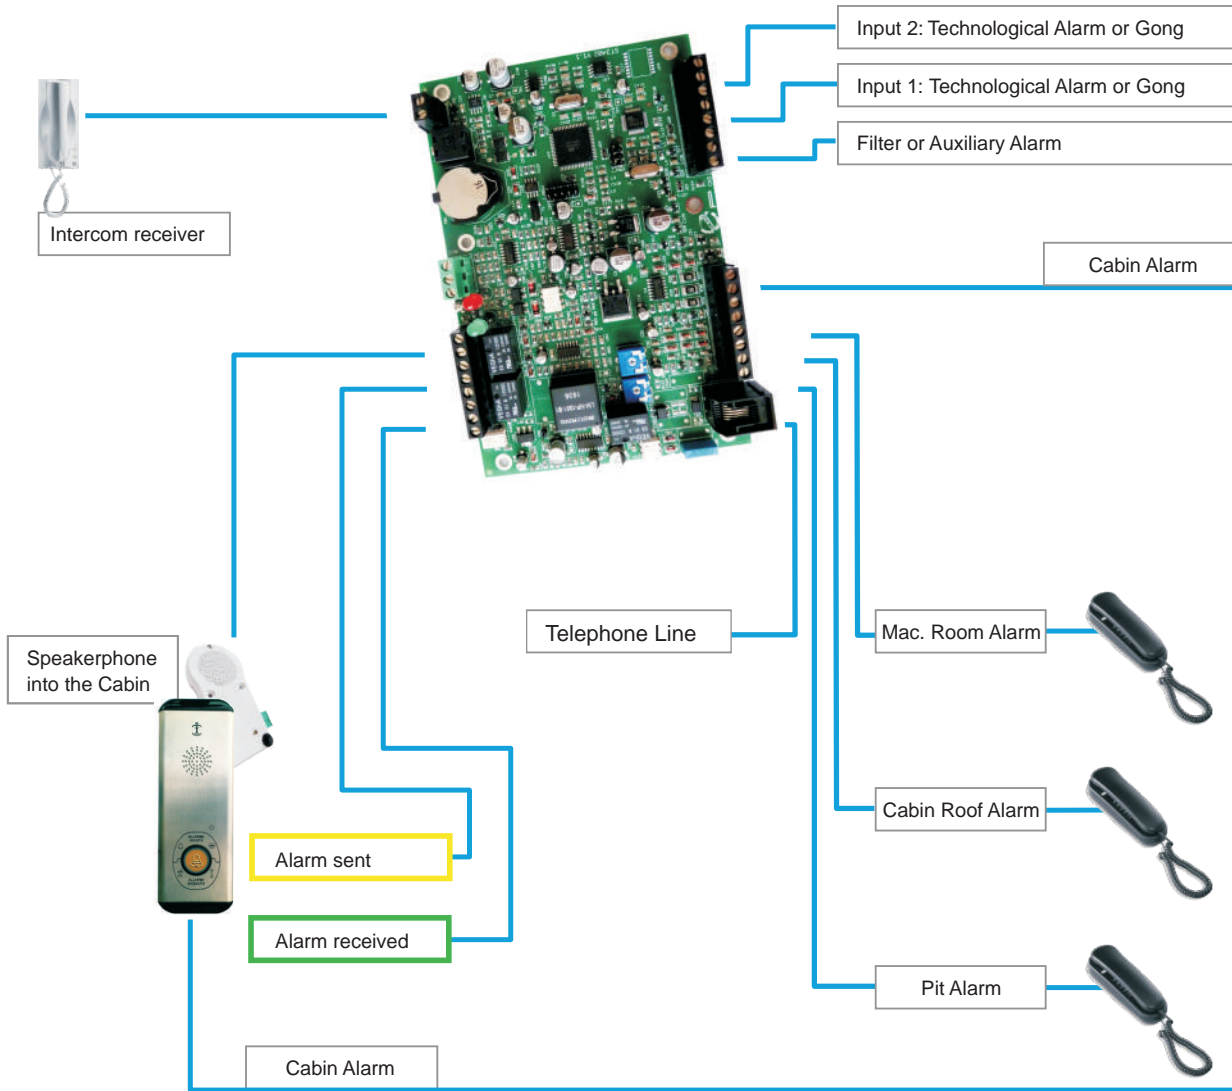 Input 2: Technological Alarm or Gong
Input 1: Technological Alarm or Gong
Filter or Auxiliary Alarm
Intercom receiver
Cabin Alarm
Telephone Line
Mac. Room Alarm
Speakerphone
into the Cabin
Cabin Roof Alarm
Alarm sent
Alarm received
Pit Alarm
Cabin Alarm